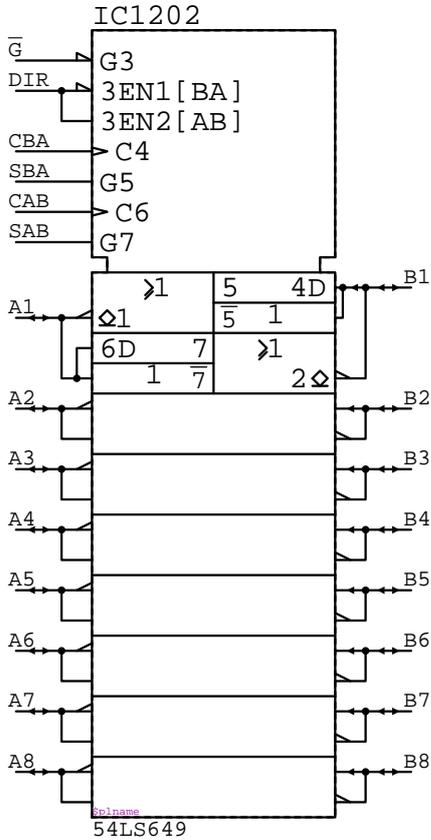 IC1202
G G3
DIR 3EN1[BA]
3EN2[AB]
CBA C4
SBA G5
CAB C6
SAB G7
≥1 5 4D B1
A1 1 5 1
6D 7 ≥1
1 7 2
A2 B2
A3 B3
A4 B4
A5 B5
A6 B6
A7 B7
A8 B8
$plname
54LS649